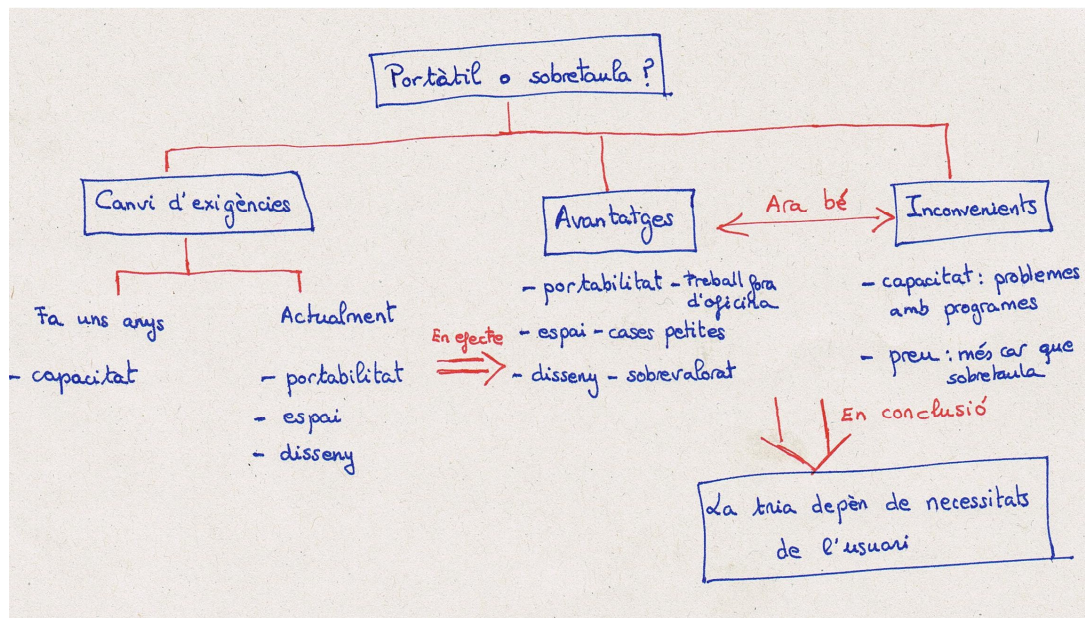 Portàtil o sobretaula ?
Canvi d'exigències
Fa uns anys
- capacitat
Actualment
- portabilitat
- espai
- disseny
En efecte
Avantatges
- portabilitat - Treball fora
d'oficina
- espai - cases petites
- disseny - sobrevalorat
Ara bé
Inconvenients
- capacitat : problemes
amb programes
- preu : més car que
sobretaula
En conclusió
La tria depèn de necessitats
de l'usuari